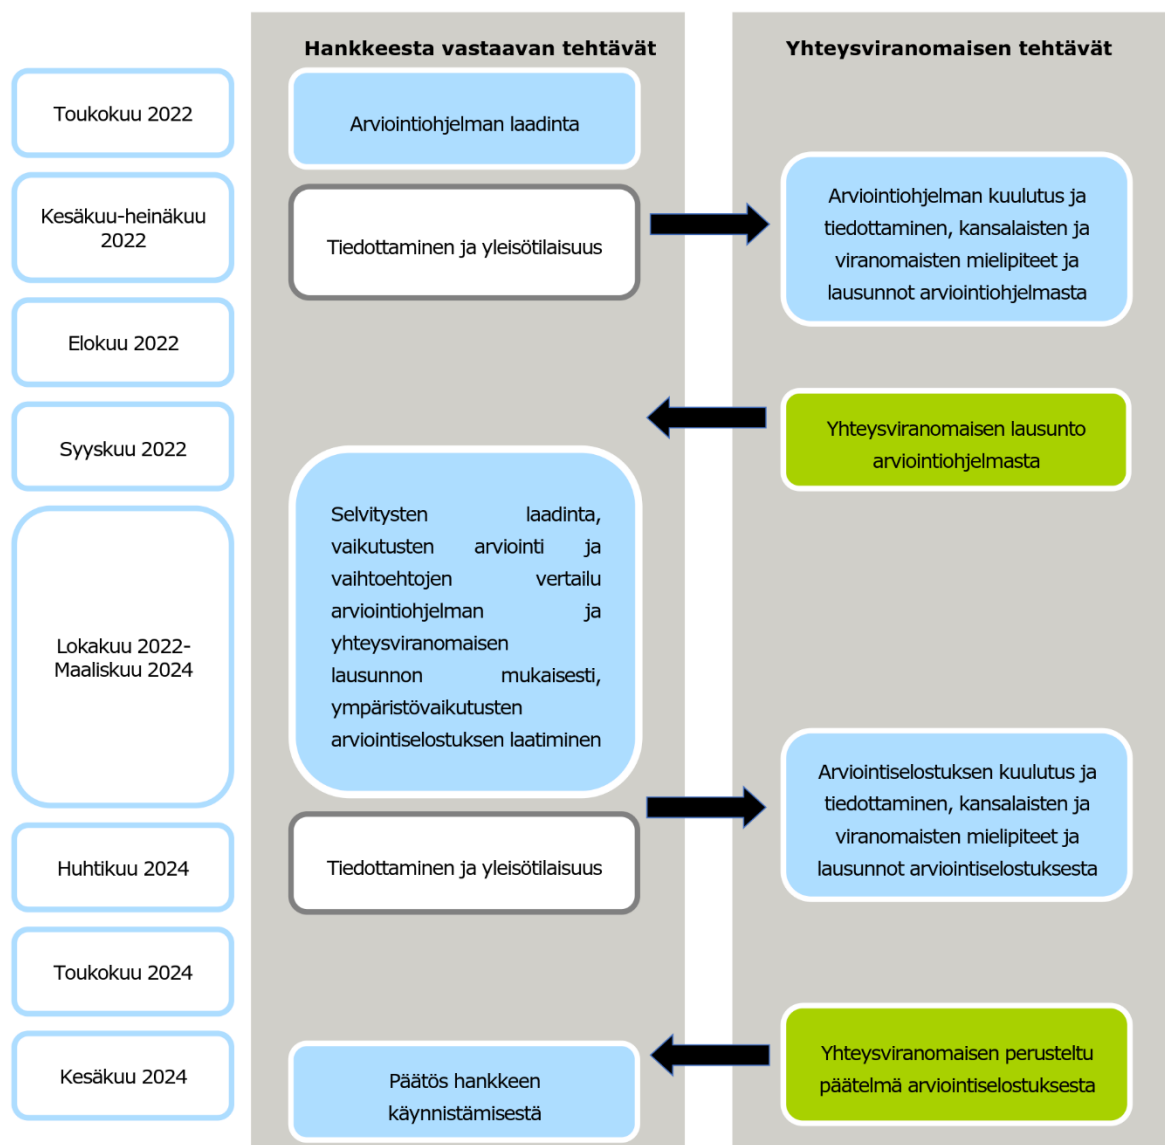 Hankkeesta vastaavan tehtävät
Yhteysviranomaisen tehtävät
Toukokuu 2022
Arviointiohjelman laadinta
Kesäkuu-heinäkuu
2022
Tiedottaminen ja yleisötilaisuus
Arviointiohjelman kuulutus ja
tiedottaminen, kansalaisten ja
viranomaisten mielipiteet ja
lausunnot arviointiohjelmasta
Elokuu 2022
Syyskuu 2022
Yhteysviranomaisen lausunto
arviointiohjelmasta
Lokakuu 2022-
Maaliskuu 2024
Selvitysten laadinta,
vaikutusten arviointi ja
vaihtoehtojen vertailu
arviointiohjelman ja
yhteysviranomaisen
lausunnon mukaisesti,
ympäristövaikutusten
arviointiselostuksen laatiminen
Arviointiselostuksen kuulutus ja
tiedottaminen, kansalaisten ja
viranomaisten mielipiteet ja
lausunnot arviointiselostuksesta
Huhtikuu 2024
Tiedottaminen ja yleisötilaisuus
Toukokuu 2024
Kesäkuu 2024
Päätös hankkeen
käynnistämisestä
Yhteysviranomaisen perusteltu
päätelmä arviointiselostuksesta